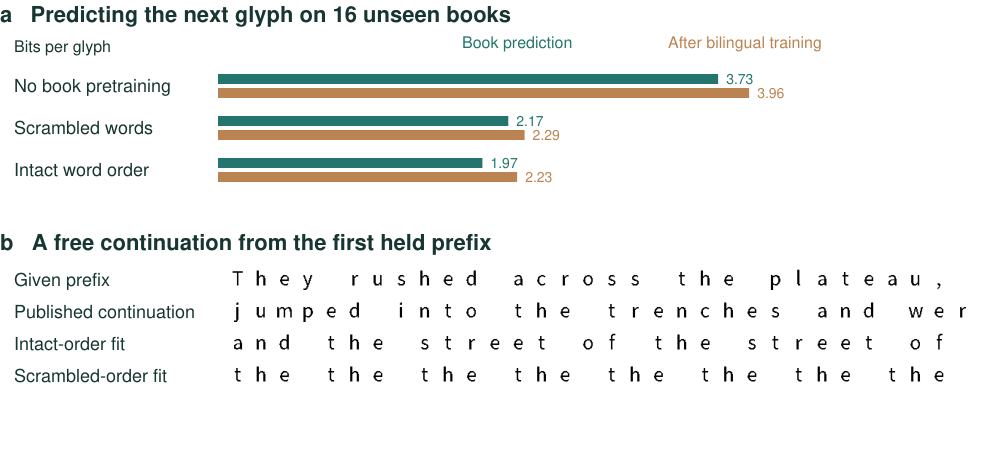 a Predicting the next glyph on 16 unseen books
Bits per glyph Book prediction After bilingual training
No book pretraining 3.73
3.96
Scrambled words 2.17
2.29
Intact word order 1.97
2.23
b A free continuation from the first held prefix
Given prefix They rushed across the plateau,
Published continuation jumped into the trenches and wer
Intact-order fit and the street of the street of
Scrambled-order fit the the the the the the the the